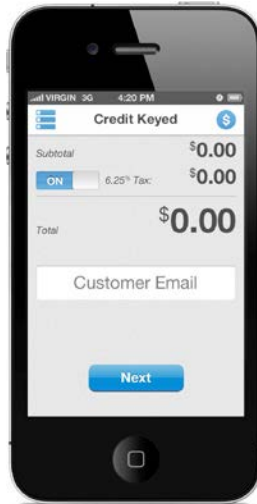 VIRGIN 3G 4:20 PM
Credit Keyed $
Subtotal $0.00
ON 6.25% Tax: $0.00
Total $0.00
Customer Email
Next